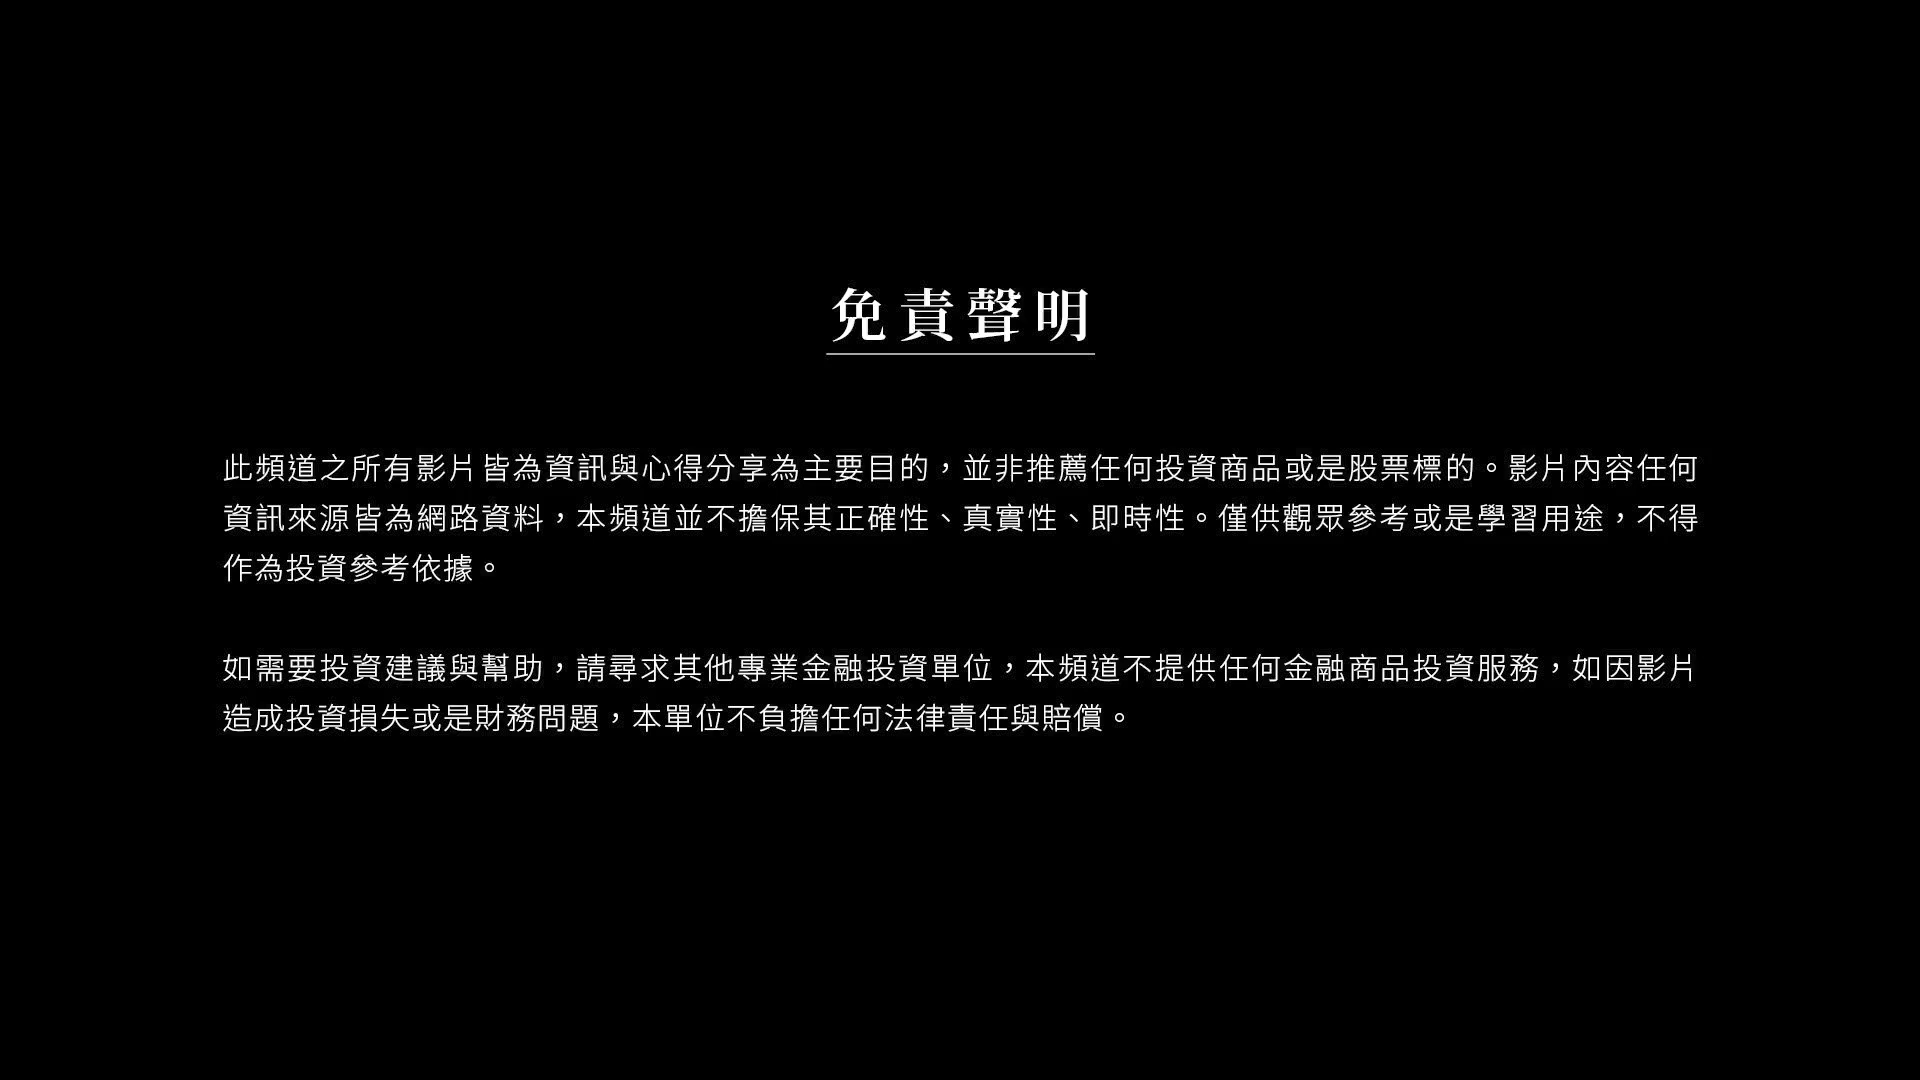 免責聲明
此頻道之所有影片皆為資訊與心得分享為主要目的，並非推薦任何投資商品或是股票標的。影片內容任何
資訊來源皆為網路資料，本頻道並不擔保其正確性、真實性、即時性。僅供觀眾參考或是學習用途，不得
作為投資參考依據。
如需要投資建議與幫助，請尋求其他專業金融投資單位，本頻道不提供任何金融商品投資服務，如因影片
造成投資損失或是財務問題，本單位不負擔任何法律責任與賠償。